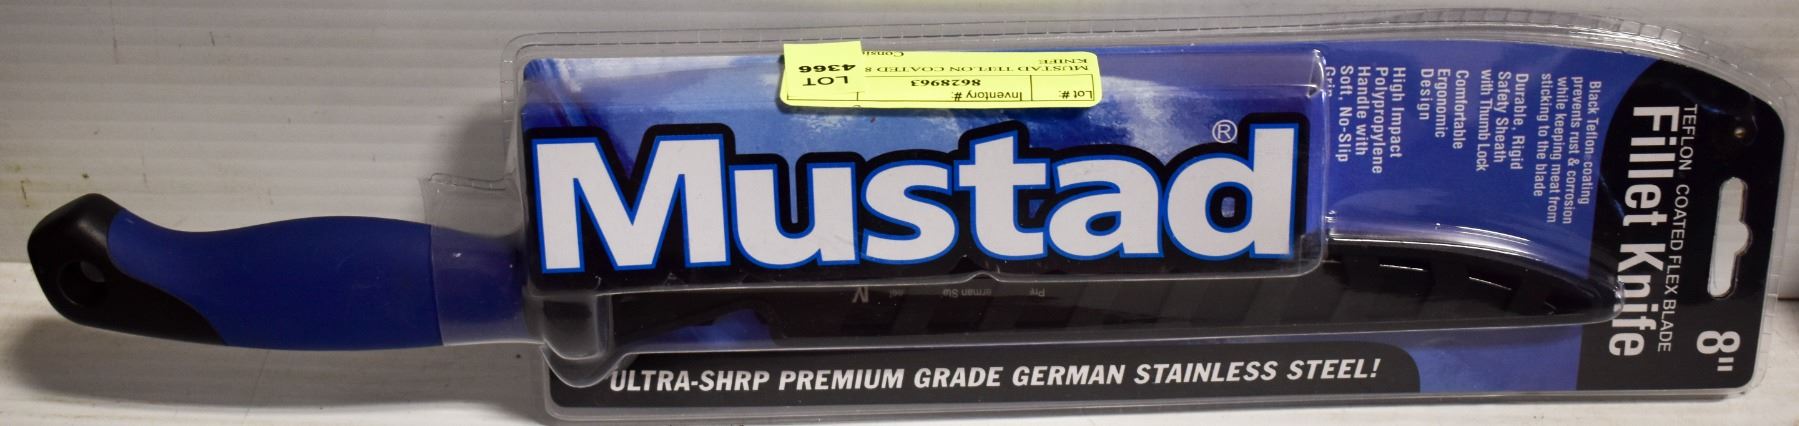 Mustad®
ULTRA-SHRP PREMIUM GRADE GERMAN STAINLESS STEEL!
TEFLON COATED FLEX BLADE
Fillet Knife
8"
Black Teflon coating
prevents rust & corrosion
while keeping meat from
sticking to the blade
Durable, Rigid
Safety Sheath
with Thumb Lock
Comfortable
Ergonomic
Design
High Impact
Polypropylene
Handle with
Soft, No-Slip
Grip
LOT
4366
Lot #:
Inventory #:
8628963
MUSTAD TEFLON COATED 8
KNIFE